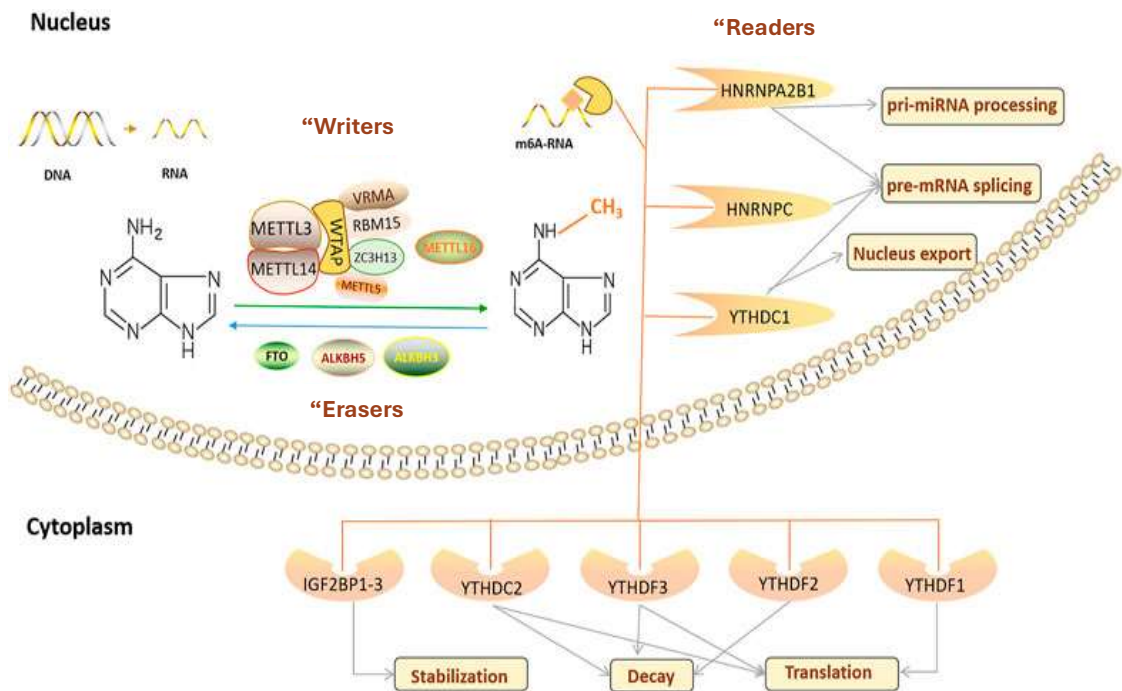 Nucleus
“Readers
HNRNPA2B1
pri-miRNA processing
“Writers
m6A-RNA
DNA
RNA
pre-mRNA splicing
VRMA
CH3
HNRNPC
NH2
METTL3
WTAP
RBM15
METTL16
NH
METTL14
ZC3H13
Nucleus export
METTL5
N
N
N
N
H
N
N
N
N
H
YTHDC1
FTO
ALKBH5
ALKBH3
“Erasers
Cytoplasm
IGF2BP1-3
YTHDC2
YTHDF3
YTHDF2
YTHDF1
Stabilization
Decay
Translation